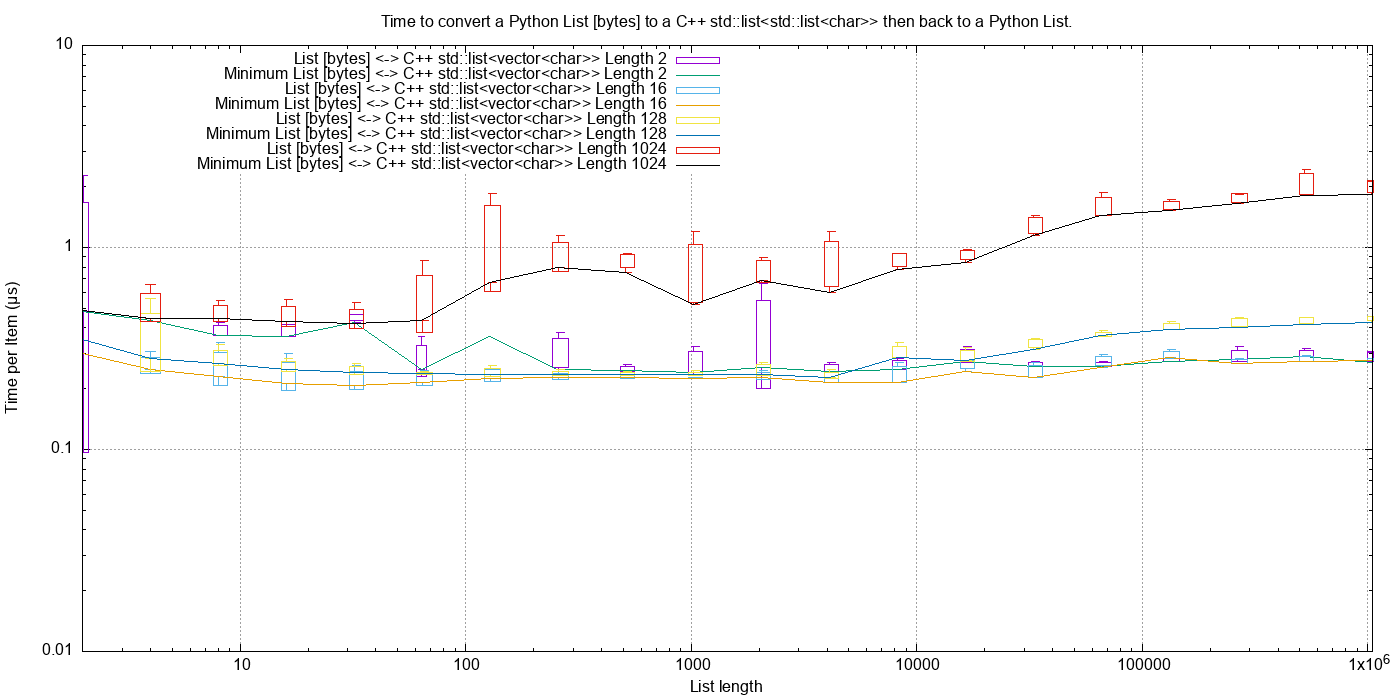 Time to convert a Python List [bytes] to a C++ std::list<std::list<char>> then back to a Python List.
List [bytes] <-> C++ std::list<vector<char>> Length 2
Minimum List [bytes] <-> C++ std::list<vector<char>> Length 2
List [bytes] <-> C++ std::list<vector<char>> Length 16
Minimum List [bytes] <-> C++ std::list<vector<char>> Length 16
List [bytes] <-> C++ std::list<vector<char>> Length 128
Minimum List [bytes] <-> C++ std::list<vector<char>> Length 128
List [bytes] <-> C++ std::list<vector<char>> Length 1024
Minimum List [bytes] <-> C++ std::list<vector<char>> Length 1024
Time per Item (µs)
10
1
0.1
0.01
10 100 1000 10000 100000 1x10⁶
List length